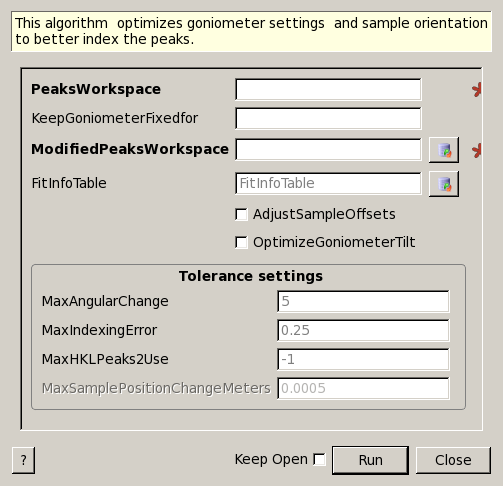 This algorithm  optimizes goniometer settings  and sample orientation
to better index the peaks.
PeaksWorkspace
KeepGoniometerFixedfor
ModifiedPeaksWorkspace
FitInfoTable FitInfoTable
AdjustSampleOffsets
OptimizeGoniometerTilt
Tolerance settings
MaxAngularChange 5
MaxIndexingError 0.25
MaxHKLPeaks2Use -1
MaxSamplePositionChangeMeters 0.0005
? Keep Open Run Close